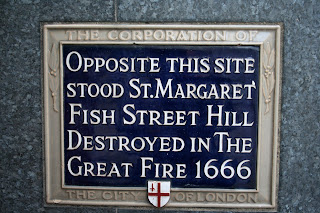 THE CORPORATION OF
OPPOSITE THIS SITE
STOOD ST. MARGARET
FISH STREET HILL
DESTROYED IN THE
GREAT FIRE 1666
THE CITY OF LONDON